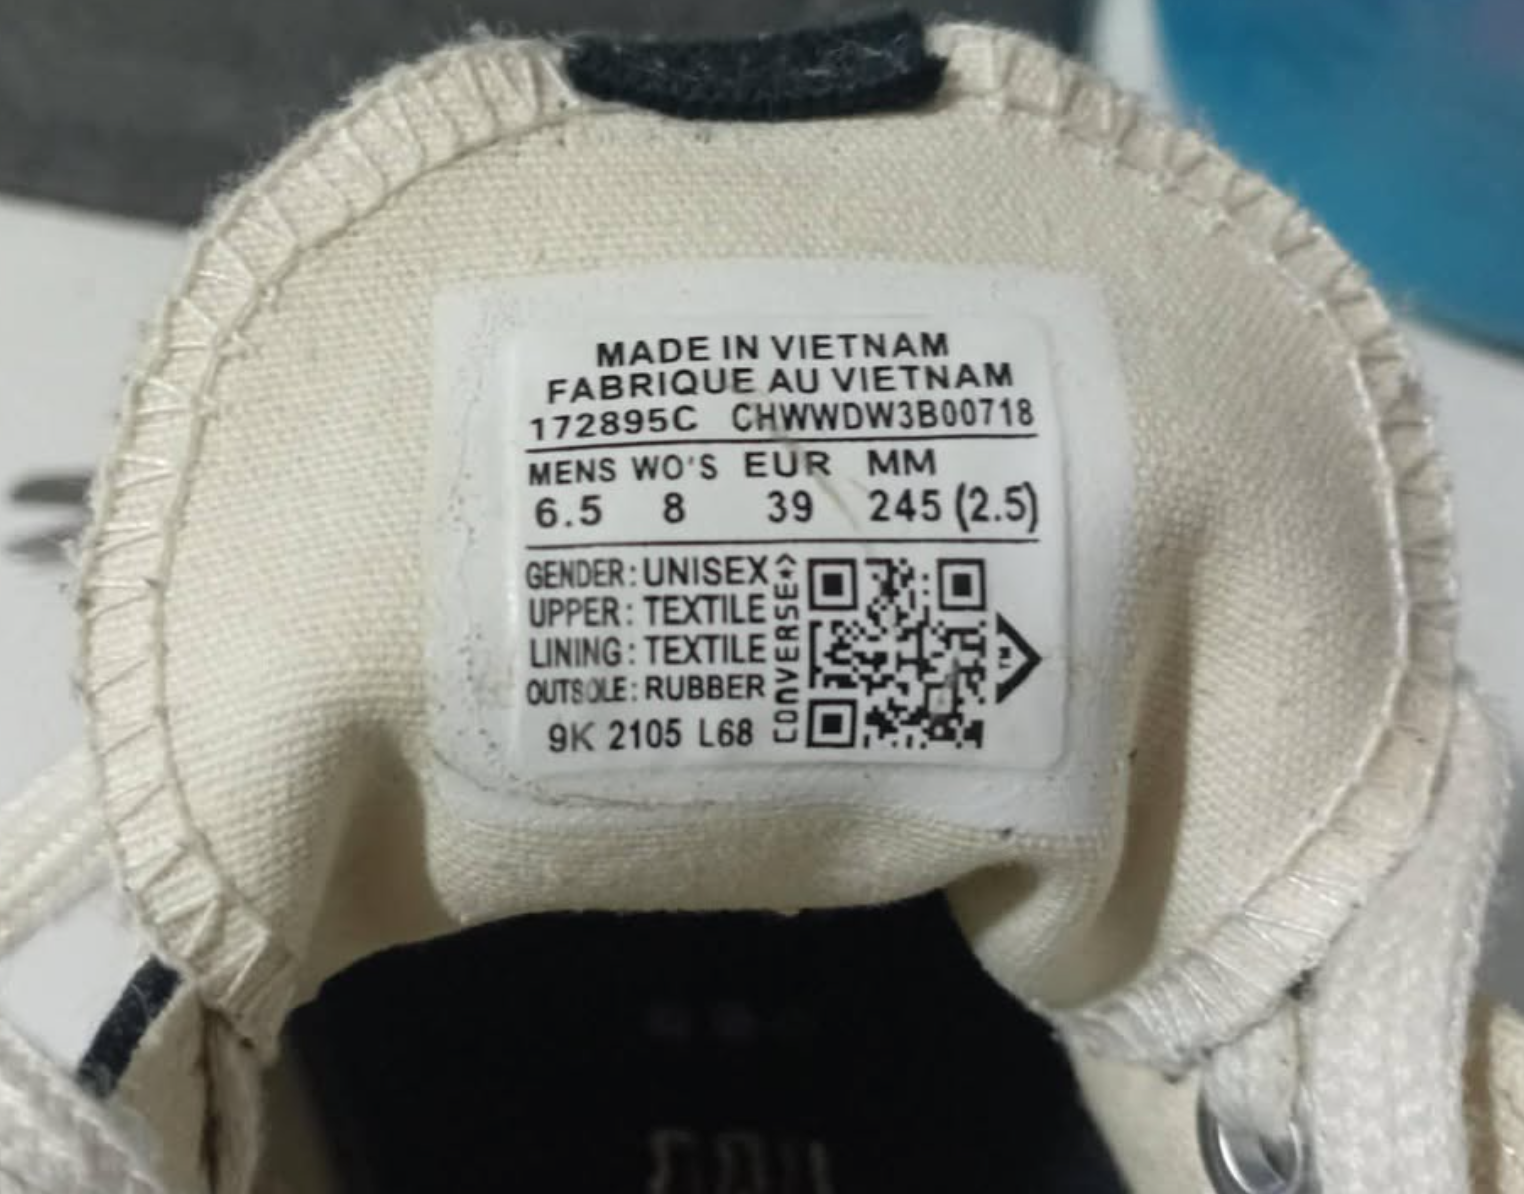 MADE IN VIETNAM
FABRIQUE AU VIETNAM
172895C CHWWDW3B00718
MENS WO'S EUR MM
6.5 8 39 245 (2.5)
GENDER: UNISEX
UPPER: TEXTILE
LINING: TEXTILE
OUTSOLE: RUBBER
9K 2105 L68
CONVERSE
TM